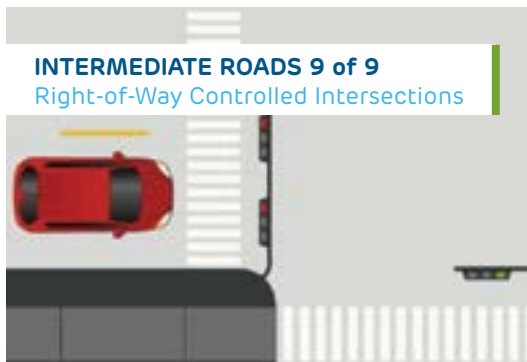 INTERMEDIATE ROADS 9 of 9
Right-of-Way Controlled Intersections